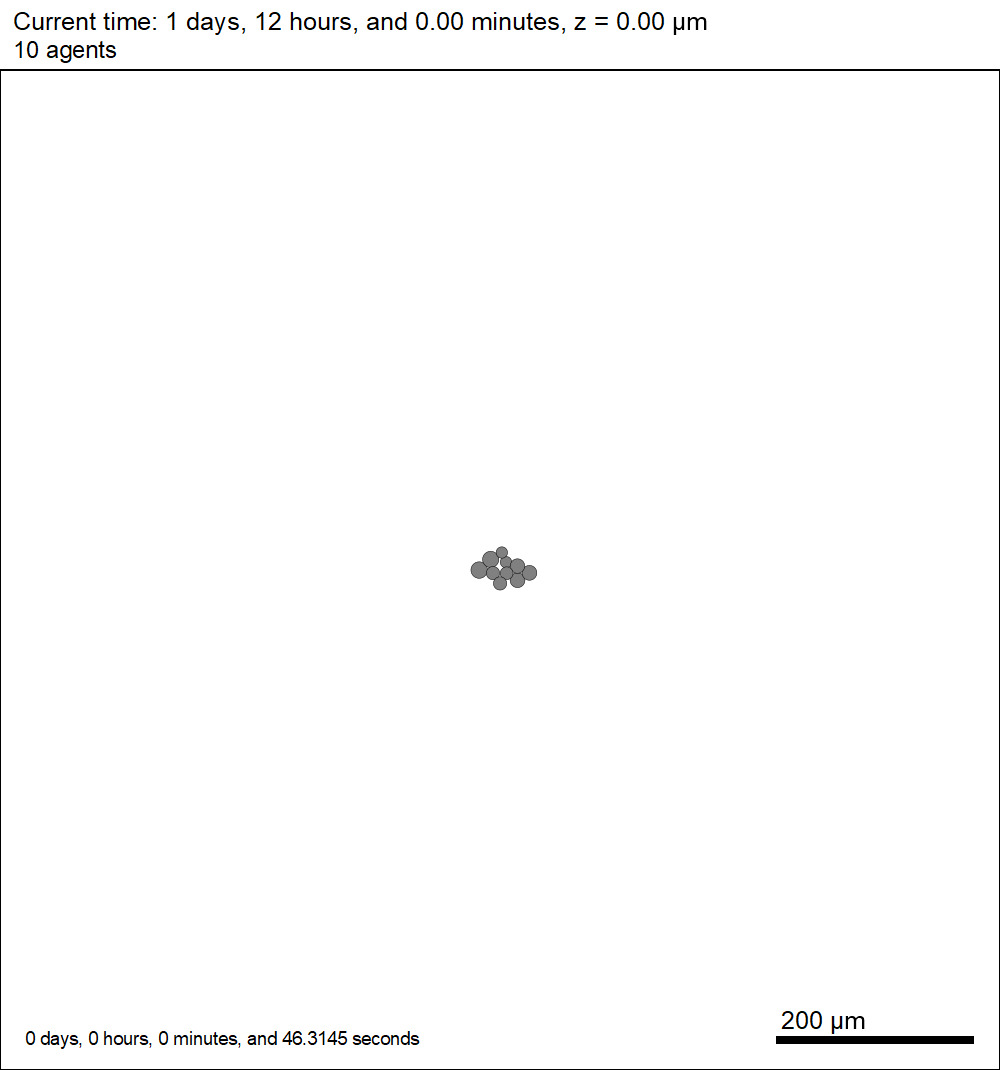 Current time: 1 days, 12 hours, and 0.00 minutes, z = 0.00 μm
10 agents
200 μm
0 days, 0 hours, 0 minutes, and 46.3145 seconds